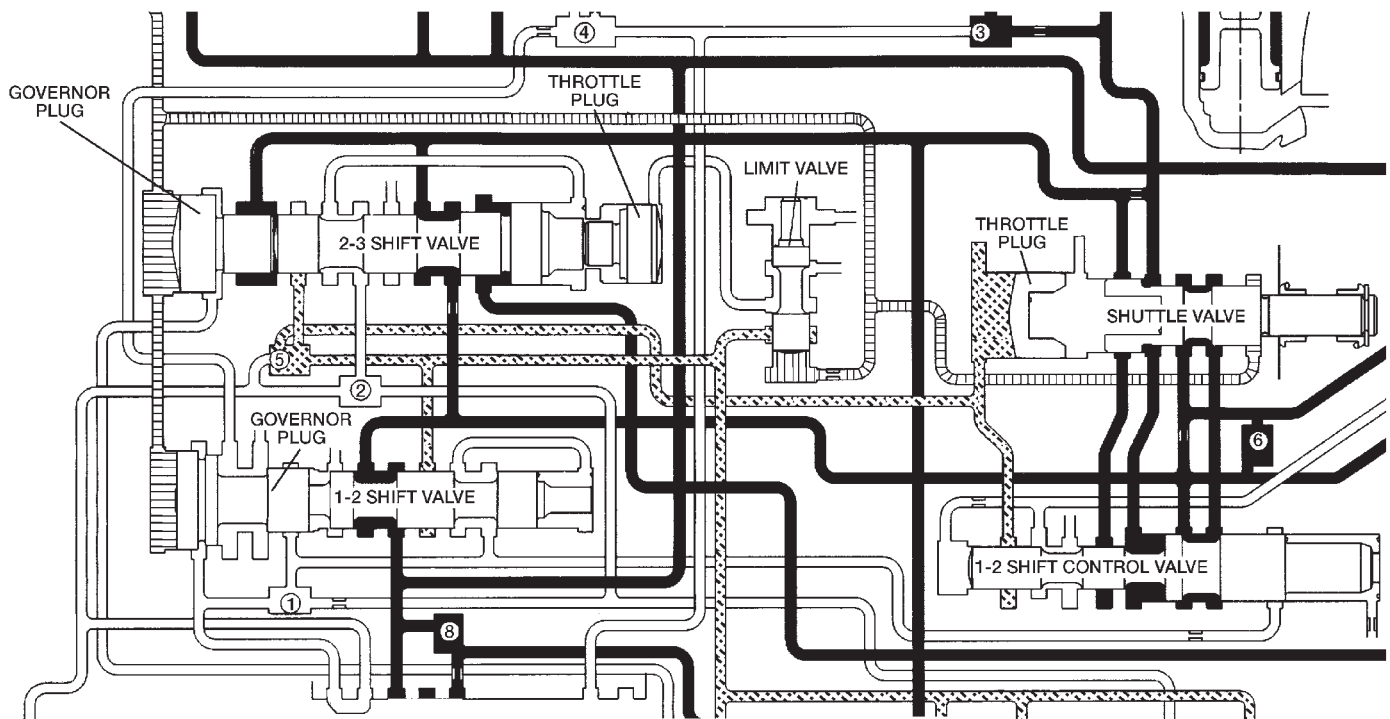 4
3
GOVERNOR
PLUG
THROTTLE
PLUG
LIMIT VALVE
THROTTLE
PLUG
2-3 SHIFT VALVE
SHUTTLE VALVE
5
2
GOVERNOR
PLUG
6
1-2 SHIFT VALVE
1-2 SHIFT CONTROL VALVE
1
8